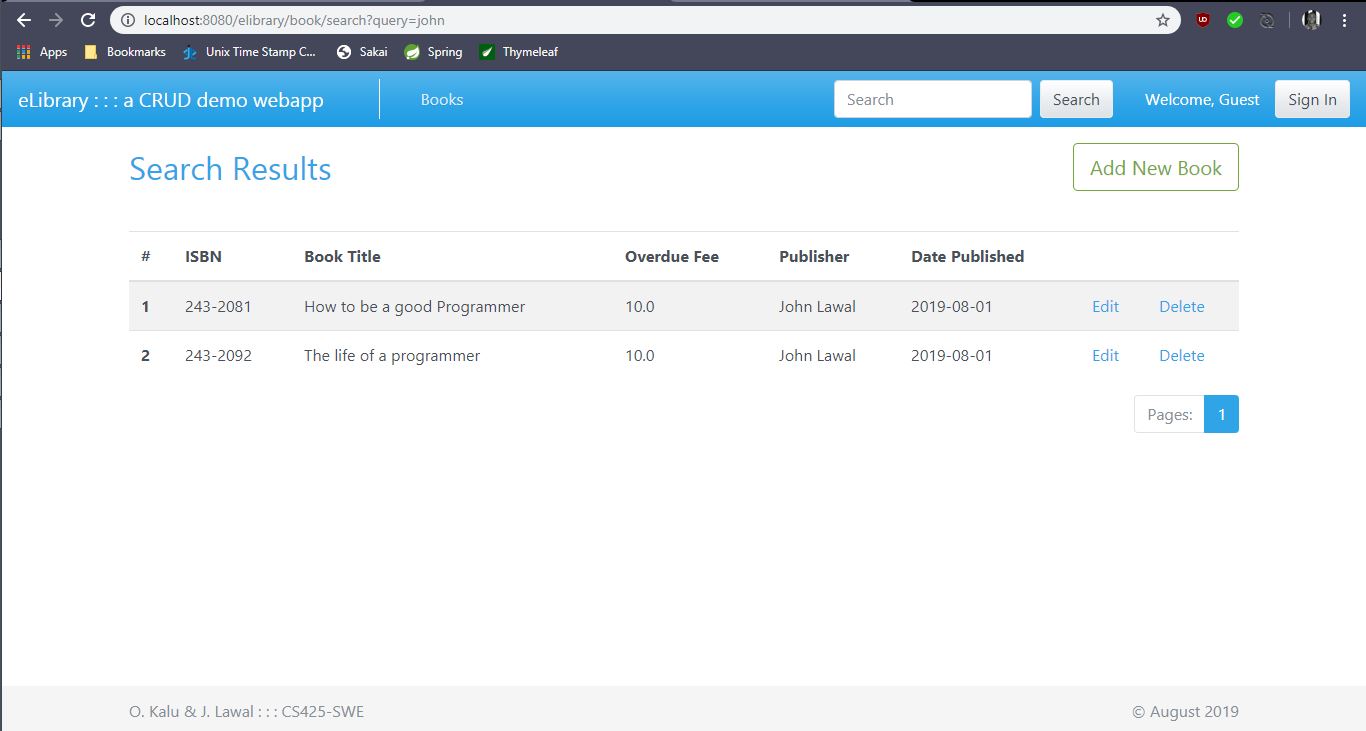 localhost:8080/elibrary/book/search?query=john
Apps Bookmarks Unix Time Stamp C... Sakai Spring Thymeleaf
eLibrary : : : a CRUD demo webapp Books Search Search Welcome, Guest Sign In
Search Results Add New Book
# ISBN Book Title Overdue Fee Publisher Date Published
1 243-2081 How to be a good Programmer 10.0 John Lawal 2019-08-01 Edit Delete
2 243-2092 The life of a programmer 10.0 John Lawal 2019-08-01 Edit Delete
Pages: 1
O. Kalu & J. Lawal : : : CS425-SWE © August 2019